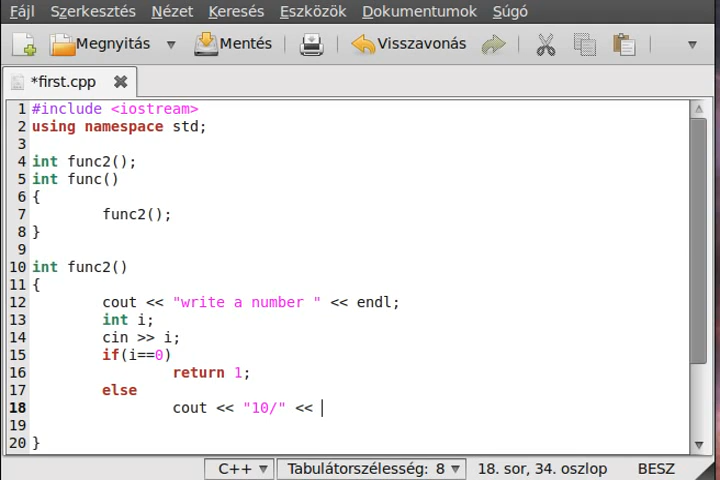 Fájl Szerkesztés Nézet Keresés Eszközök Dokumentumok Súgó
Megnyitás Mentés Visszavonás
*first.cpp
1 #include <iostream>
2 using namespace std;
3
4 int func2();
5 int func()
6 {
7 func2();
8 }
9
10 int func2()
11 {
12 cout << "write a number " << endl;
13 int i;
14 cin >> i;
15 if(i==0)
16 return 1;
17 else
18 cout << "10/" <<
19
20 }
C++ Tabulátorszélesség: 8 18. sor, 34. oszlop BESZ